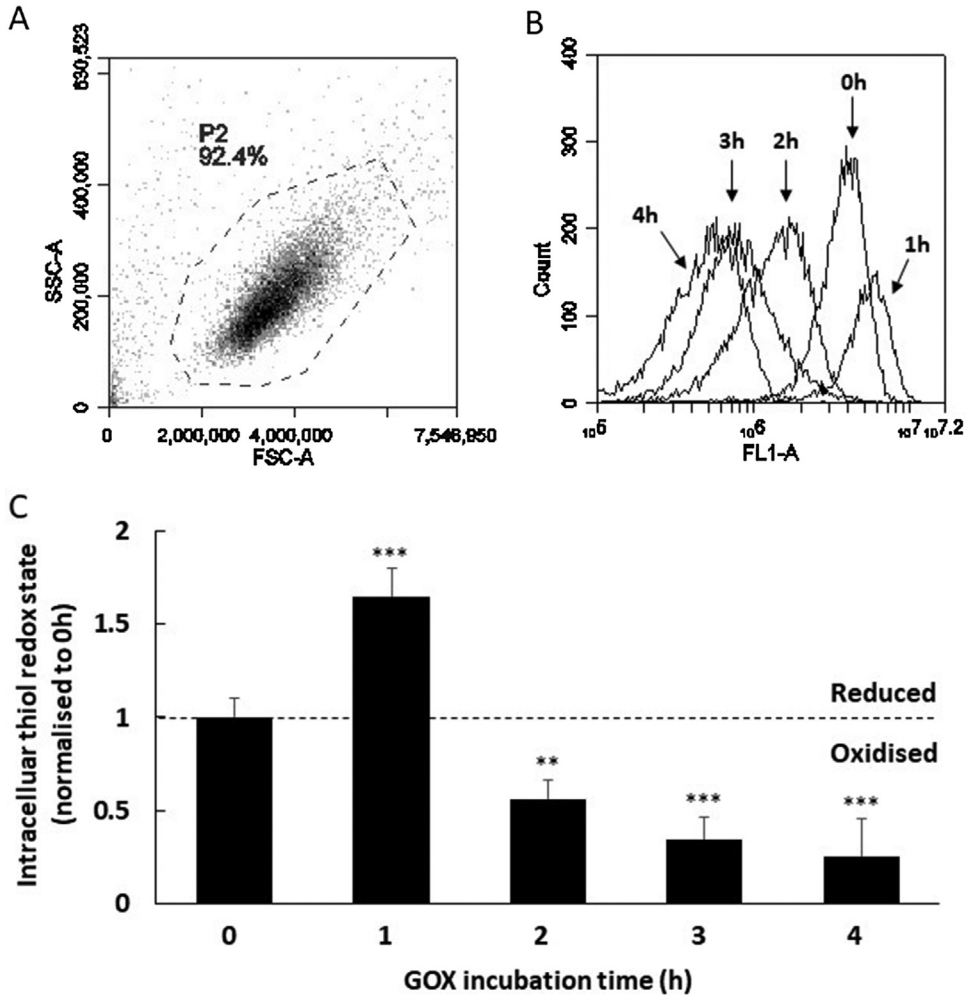 A
630,523
400,000
200,000
0
SSC-A
P2
92.4%
0
2,000,000
4,000,000
7,546,950
FSC-A
B
400
300
200
100
0
Count
0h
3h
2h
4h
1h
10^5
10^6
10^7
10^7.2
FL1-A
C
2
1.5
1
0.5
0
Intracelluar thiol redox state
(normalised to 0h)
***
Reduced
Oxidised
**
***
***
0
1
2
3
4
GOX incubation time (h)